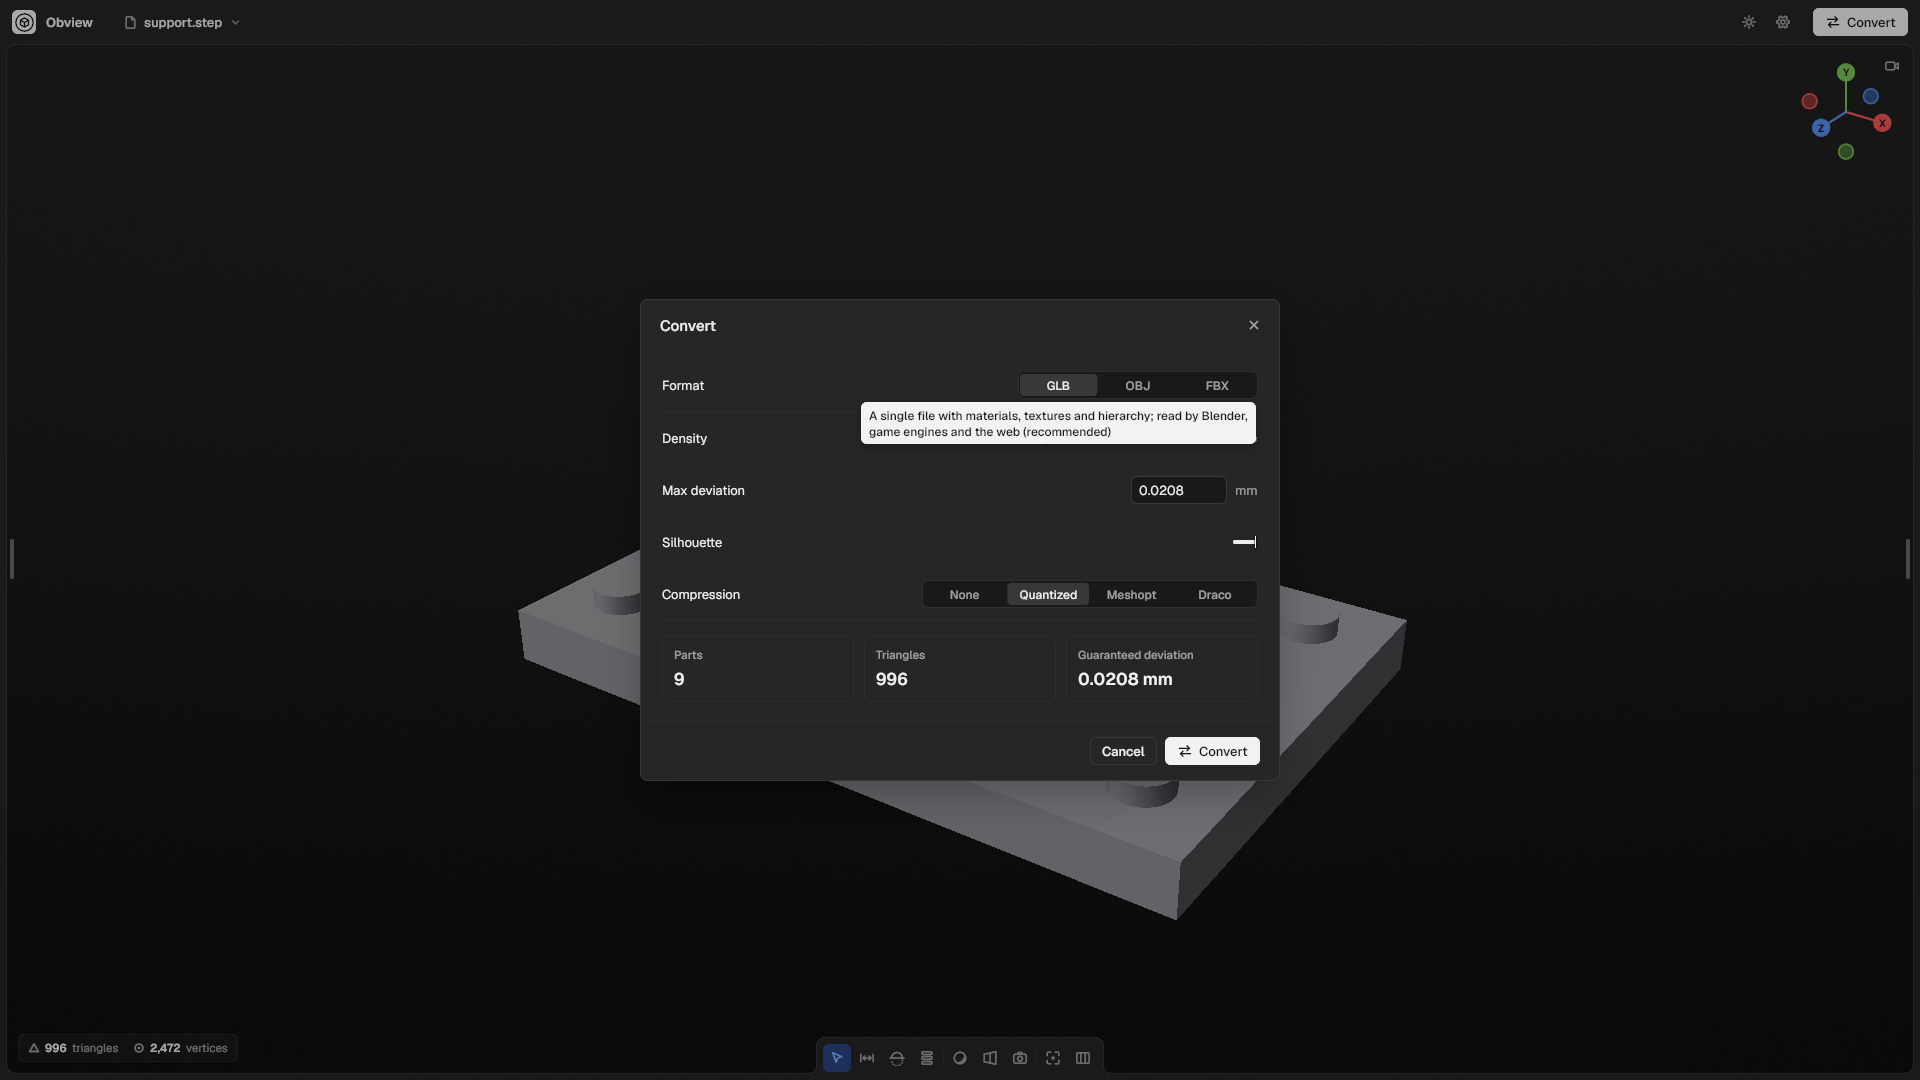 Obview
support.step
Convert
Y
X
Z
Convert
Format
GLB
OBJ
FBX
A single file with materials, textures and hierarchy; read by Blender,
game engines and the web (recommended)
Density
Max deviation
0.0208
mm
Silhouette
Compression
None
Quantized
Meshopt
Draco
Parts
9
Triangles
996
Guaranteed deviation
0.0208 mm
Cancel
Convert
996 triangles
2,472 vertices